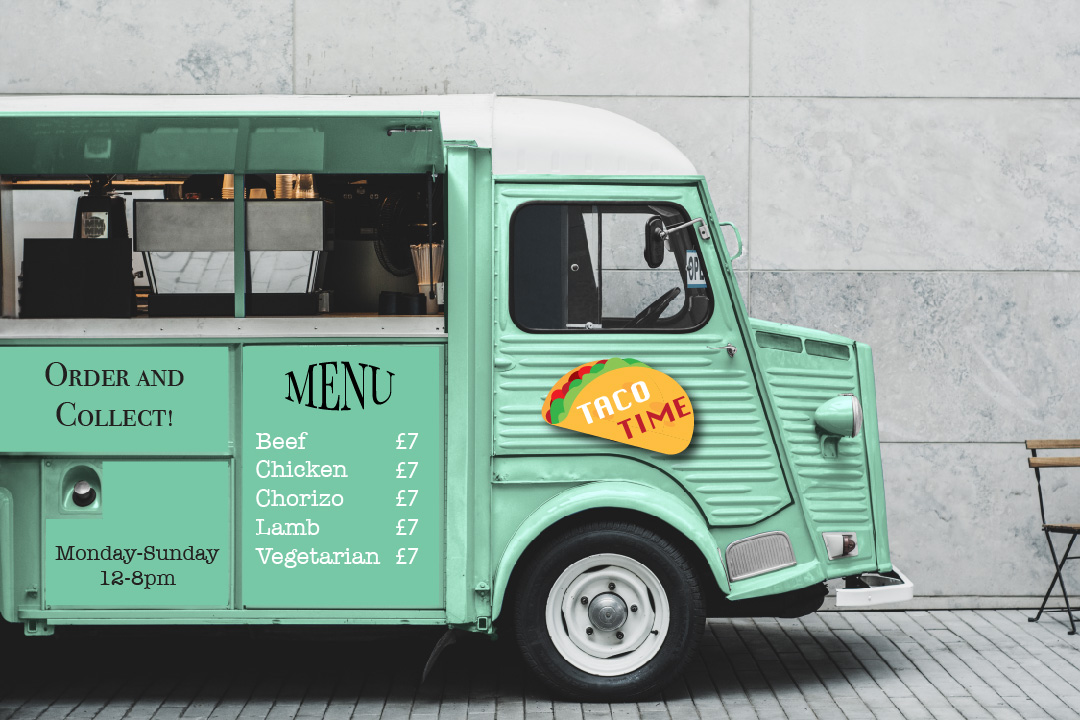 OPE
Order and
Collect!
MENU
Beef £7
Chicken £7
Chorizo £7
Lamb £7
Vegetarian £7
TACO
TIME
Monday-Sunday
12-8pm